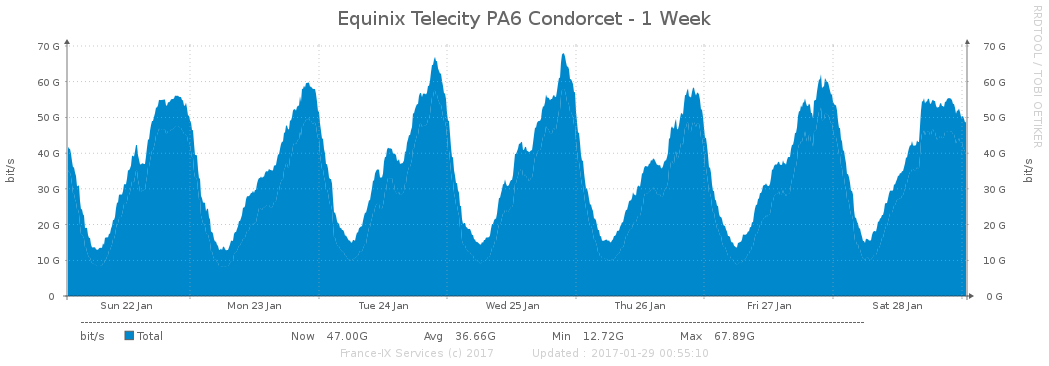 Equinix Telecity PA6 Condorcet - 1 Week
RRDTOOL / TOBI OETIKER
bit/s
70 G
60 G
50 G
40 G
30 G
20 G
10 G
0
70 G
60 G
50 G
40 G
30 G
20 G
10 G
0 G
bit/s
Sun 22 Jan Mon 23 Jan Tue 24 Jan Wed 25 Jan Thu 26 Jan Fri 27 Jan Sat 28 Jan
bit/s Total Now 47.00G Avg 36.66G Min 12.72G Max 67.89G
France-IX Services (c) 2017 Updated : 2017-01-29 00:55:10